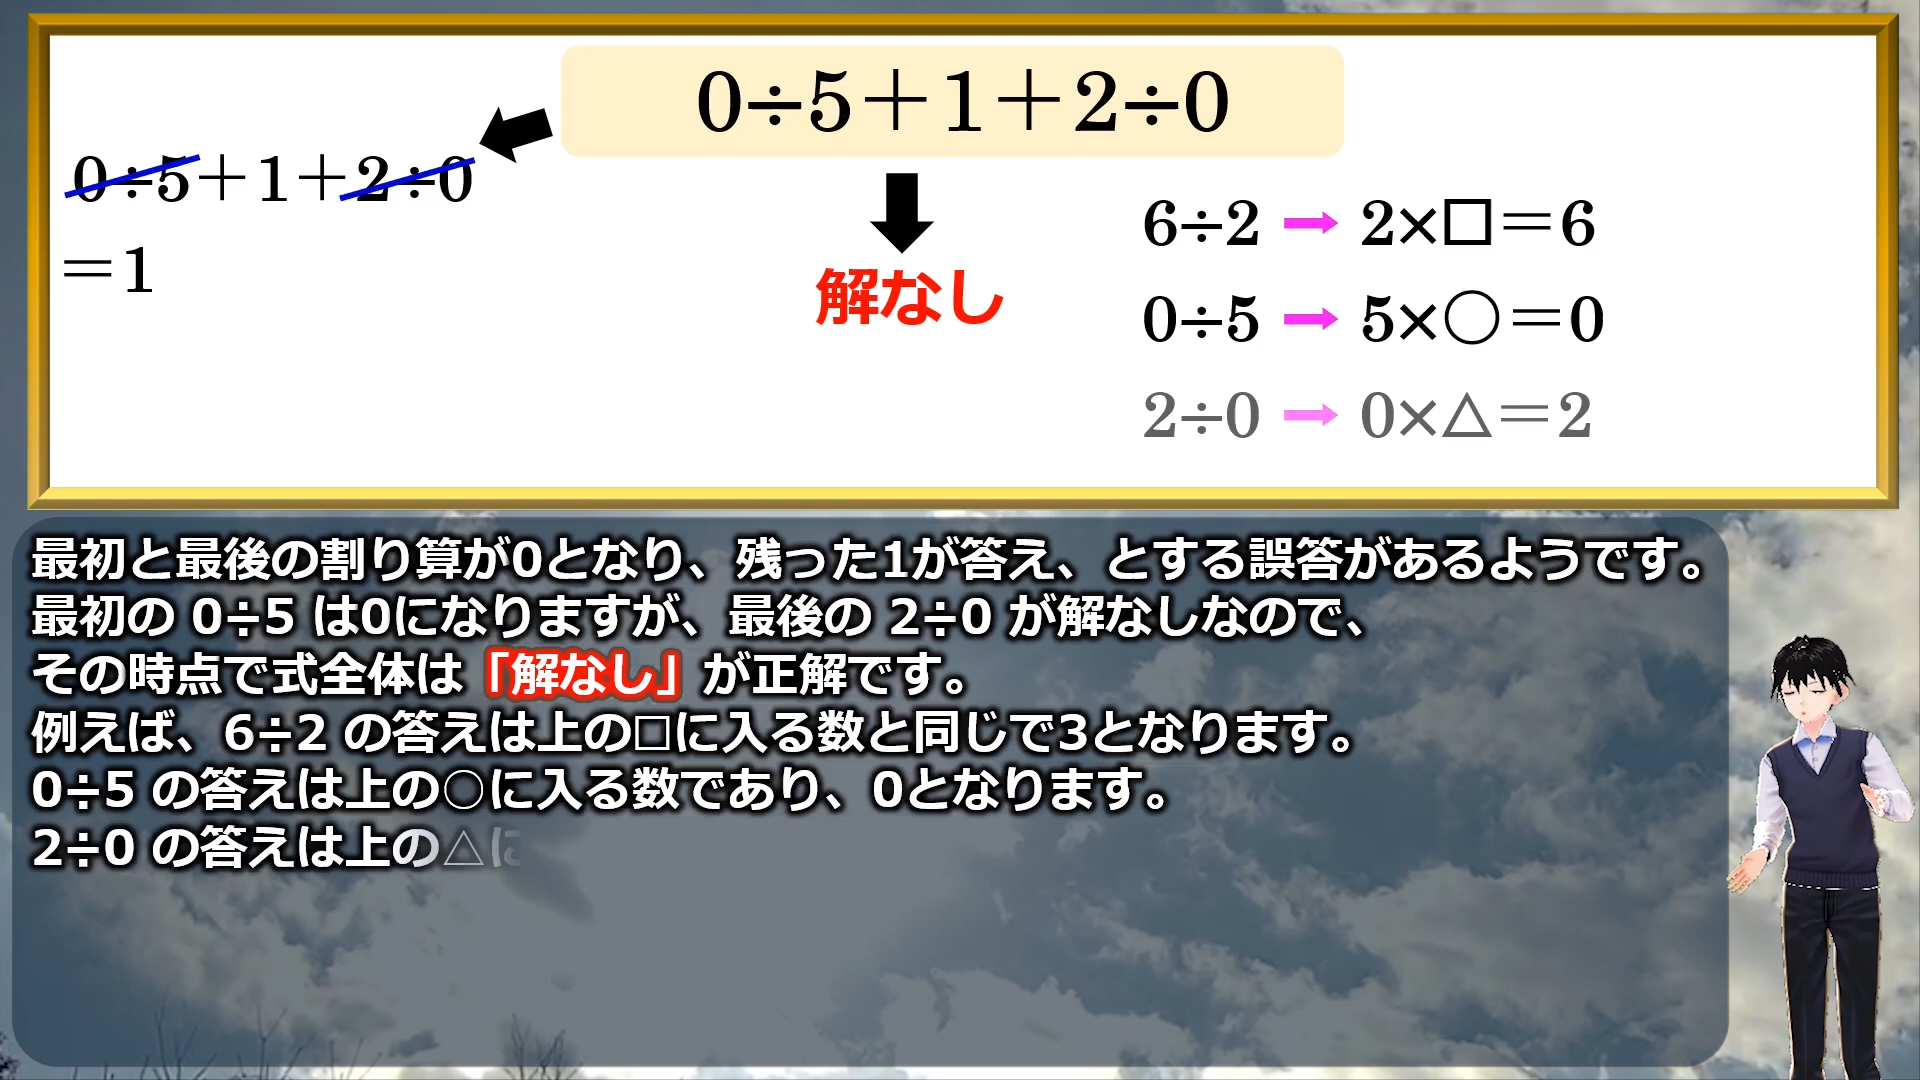 0÷5＋1＋2÷0
0÷5＋1＋2÷0
＝1
解なし
6÷2 → 2×□＝6
0÷5 → 5×○＝0
2÷0 → 0×△＝2
最初と最後の割り算が0となり、残った1が答え、とする誤答があるようです。
最初の 0÷5 は0になりますが、最後の 2÷0 が解なしなので、
その時点で式全体は「解なし」が正解です。
例えば、6÷2 の答えは上の□に入る数と同じで3となります。
0÷5 の答えは上の○に入る数であり、0となります。
2÷0 の答えは上の△に